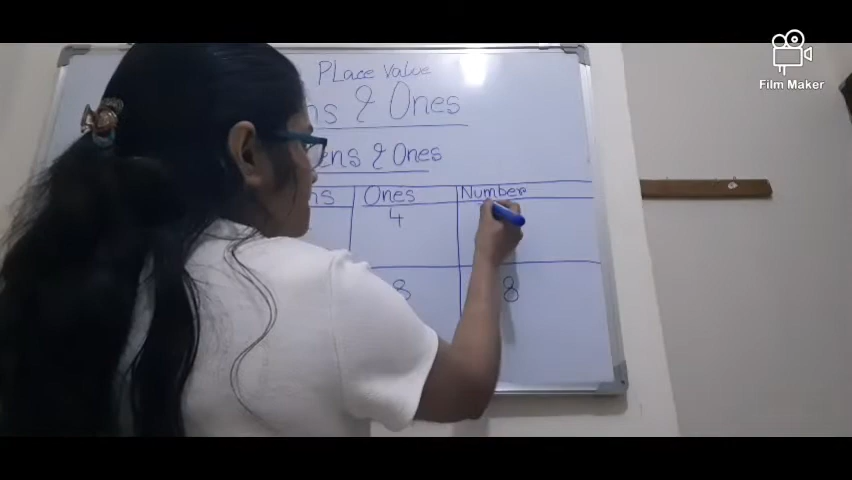 Film Maker
PLace Value
ns & Ones
ens & Ones
ns Ones Number
4
8 8